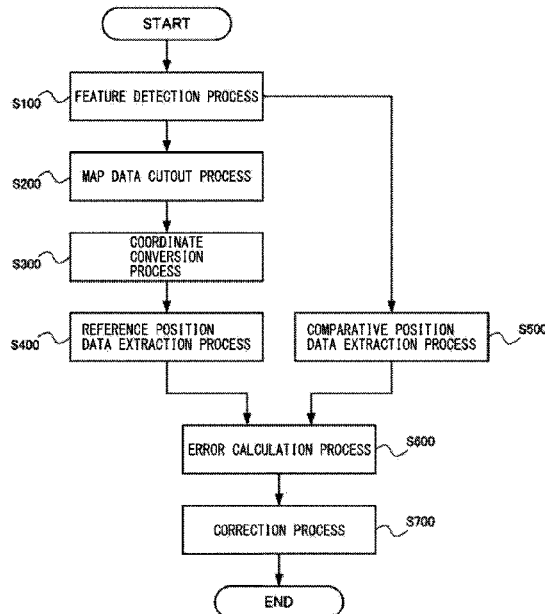 START
S100
FEATURE DETECTION PROCESS
S200
MAP DATA CUTOUT PROCESS
S300
COORDINATE
CONVERSION
PROCESS
S400
REFERENCE POSITION
DATA EXTRACTION PROCESS
COMPARATIVE POSITION
DATA EXTRACTION PROCESS
S500
ERROR CALCULATION PROCESS
S600
CORRECTION PROCESS
S700
END